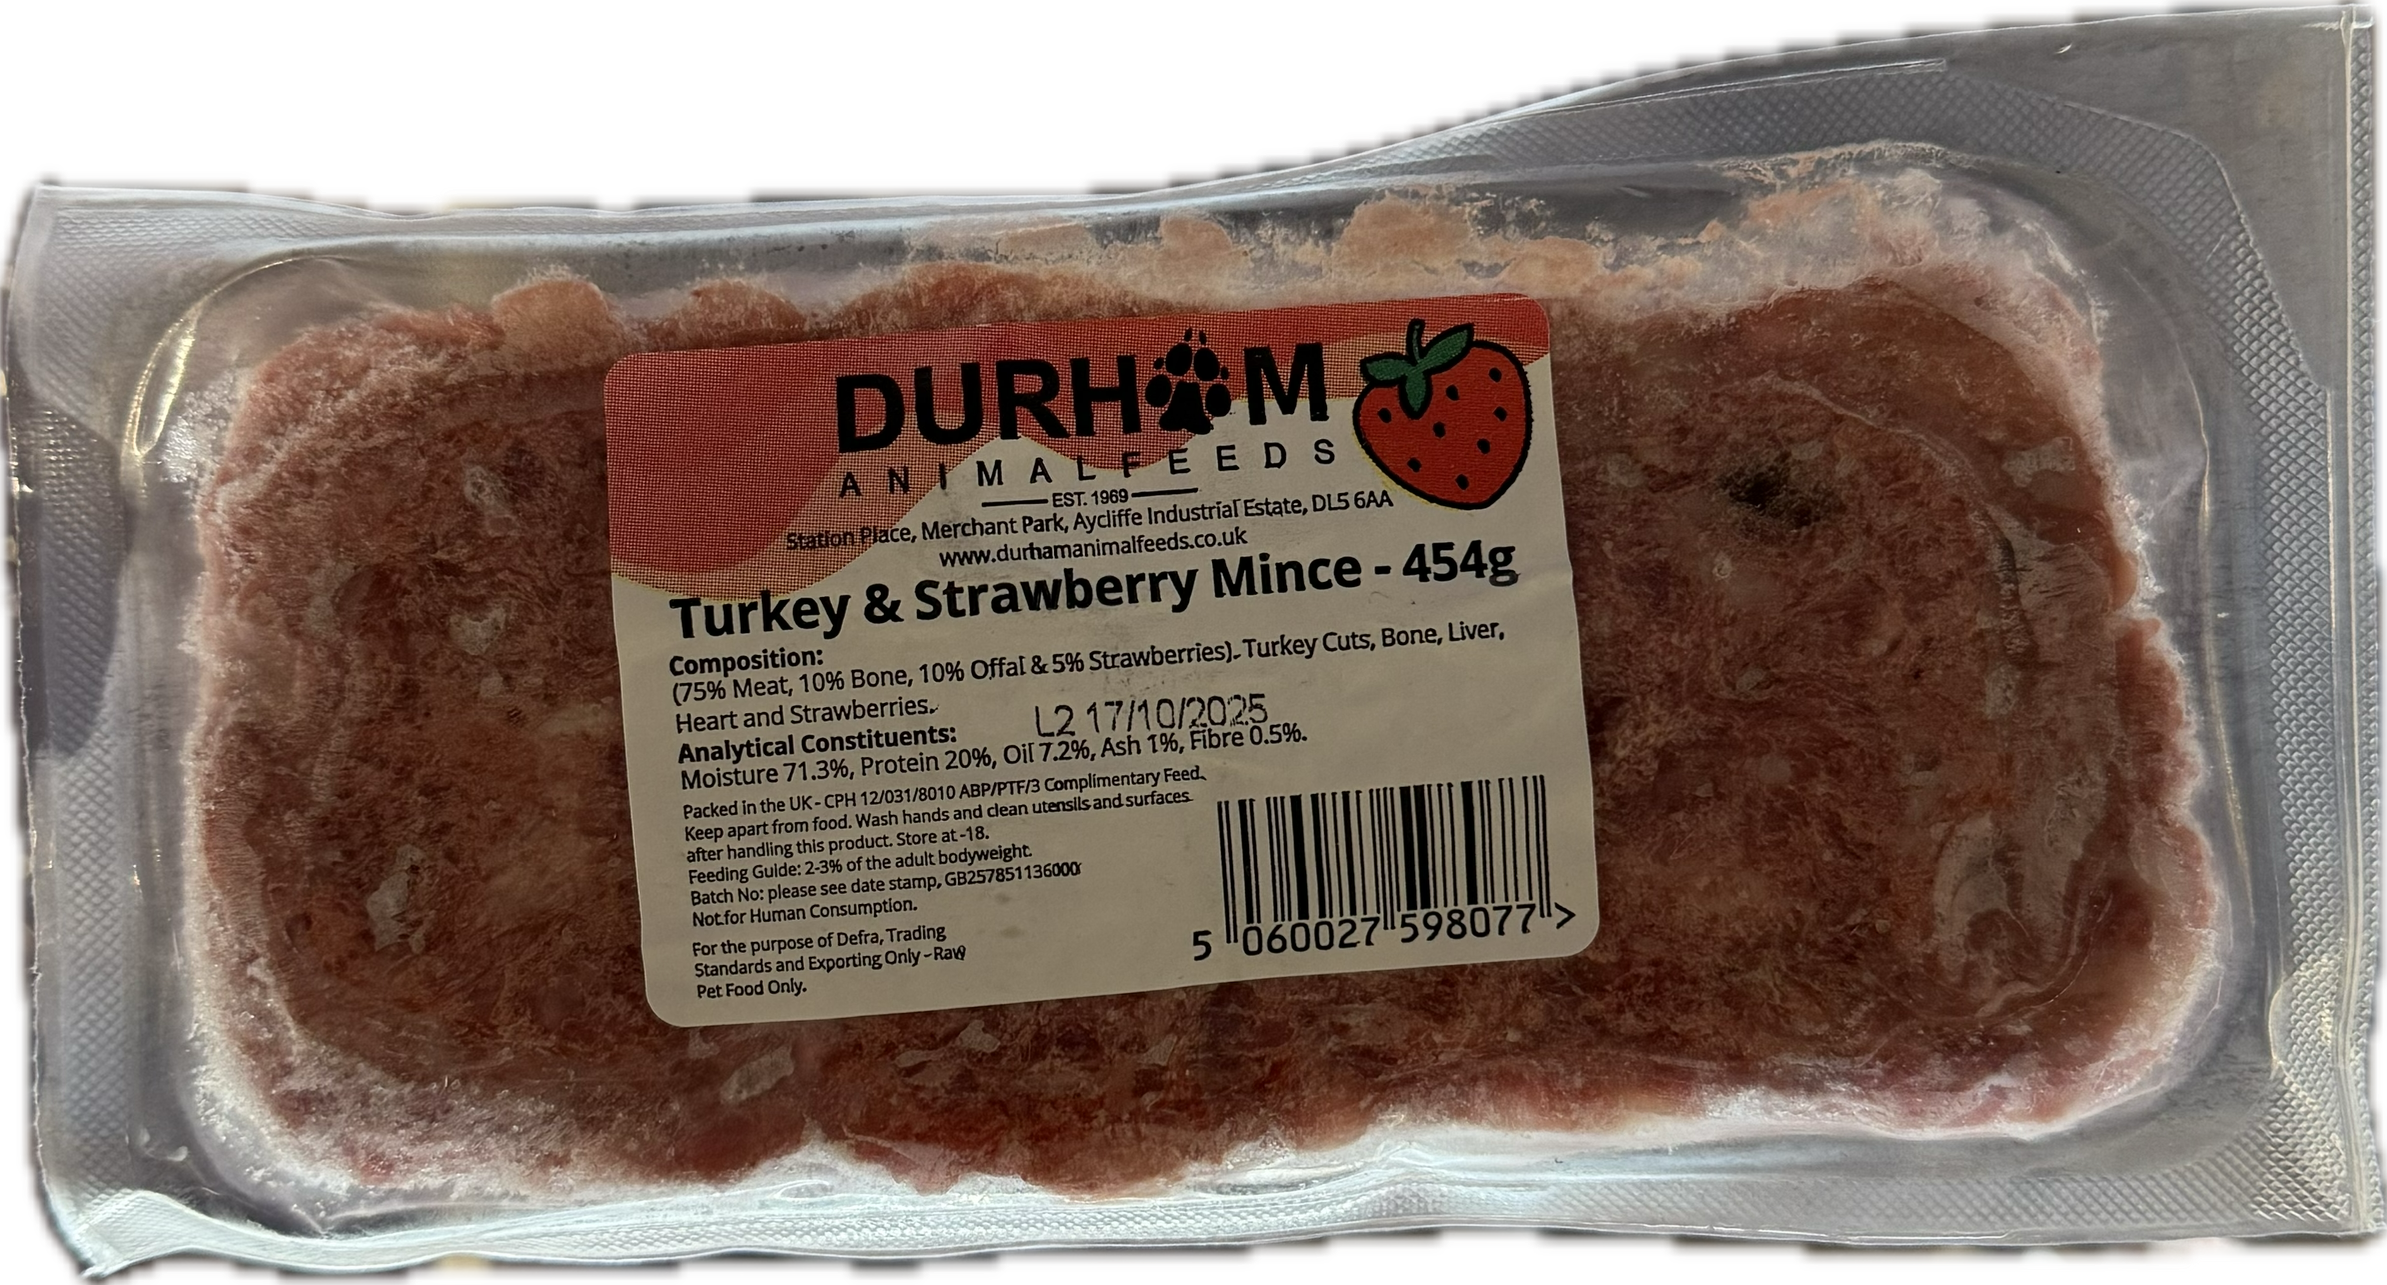 DURHAM
ANIMAL FEEDS
EST. 1969
Station Place, Merchant Park, Aycliffe Industrial Estate, DL5 6AA
www.durhamanimalfeeds.co.uk
Turkey & Strawberry Mince - 454g
Composition:
(75% Meat, 10% Bone, 10% Offal & 5% Strawberries). Turkey Cuts, Bone, Liver,
Heart and Strawberries.
L2 17/10/2025
Analytical Constituents:
Moisture 71.3%, Protein 20%, Oil 7.2%, Ash 1%, Fibre 0.5%.
Packed in the UK - CPH 12/031/8010 ABP/PTF/3 Complimentary Feed.
Keep apart from food. Wash hands and clean utensils and surfaces
after handling this product. Store at -18.
Feeding Guide: 2-3% of the adult bodyweight.
Batch No: please see date stamp, GB257851136000
Not for Human Consumption.
For the purpose of Defra, Trading
Standards and Exporting Only - Raw
Pet Food Only.
5 060027 598077 >